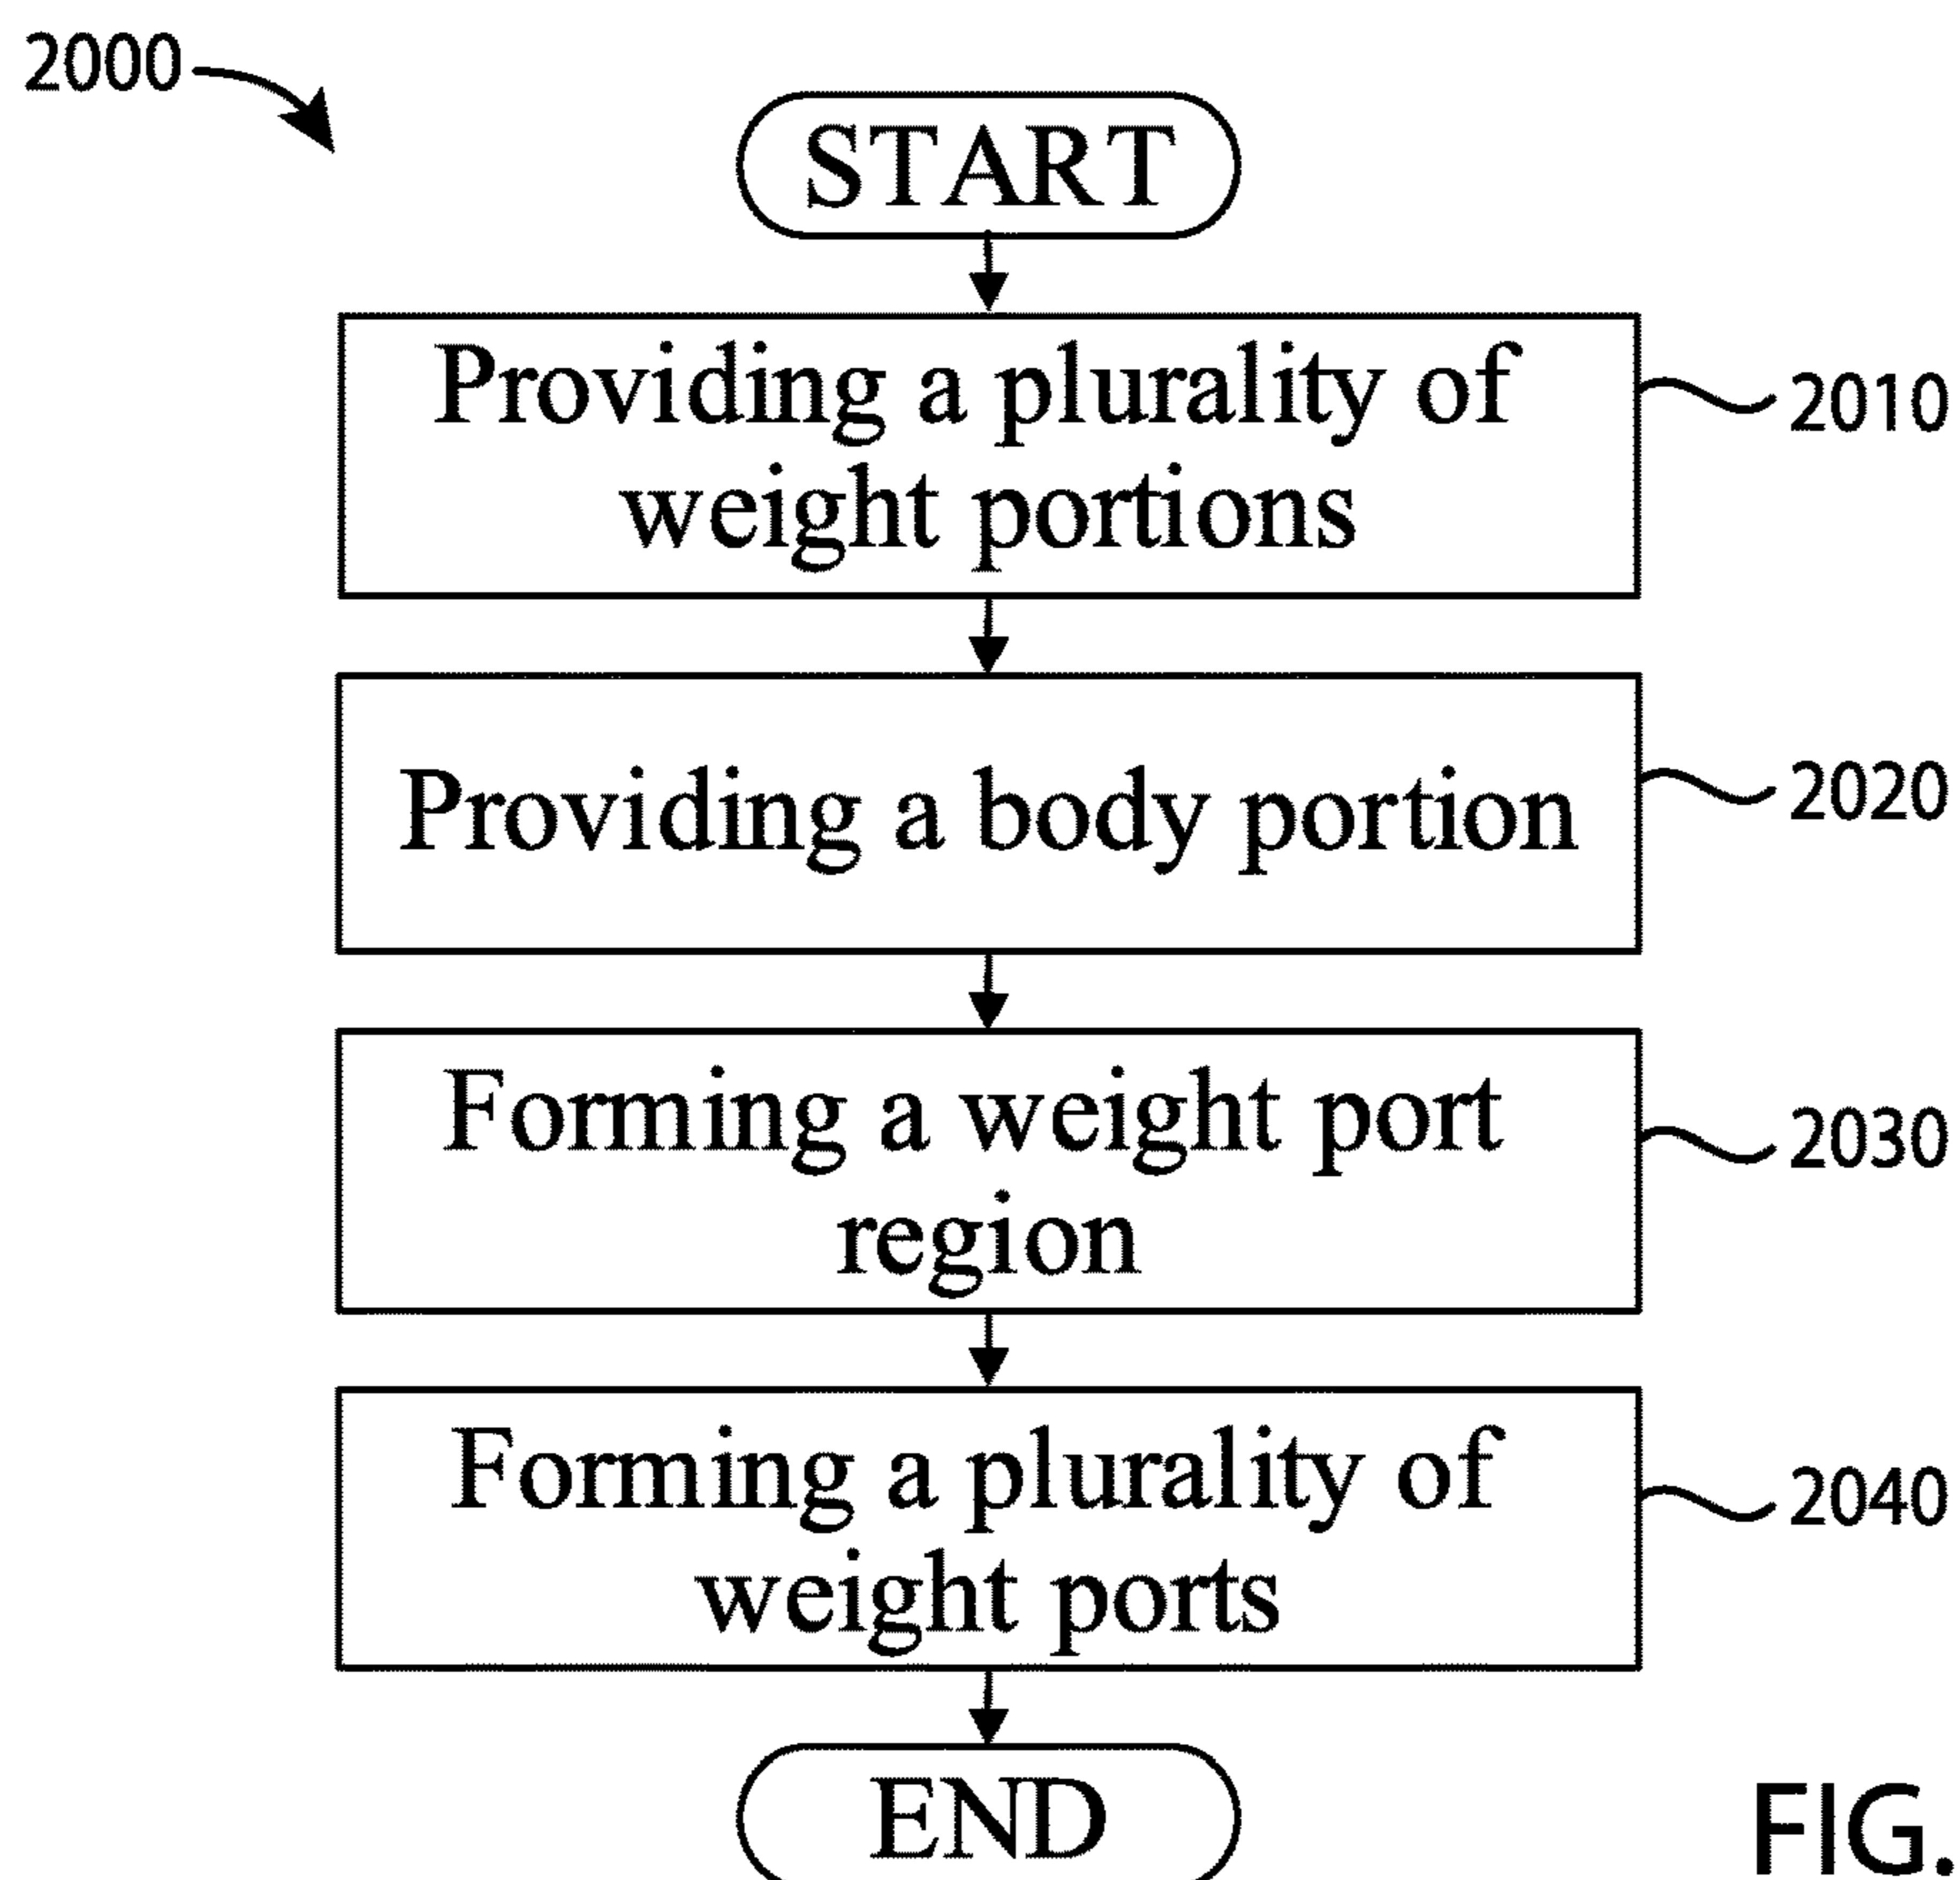 2000
START
Providing a plurality of
weight portions
2010
Providing a body portion
2020
Forming a weight port
region
2030
Forming a plurality of
weight ports
2040
END
FIG.